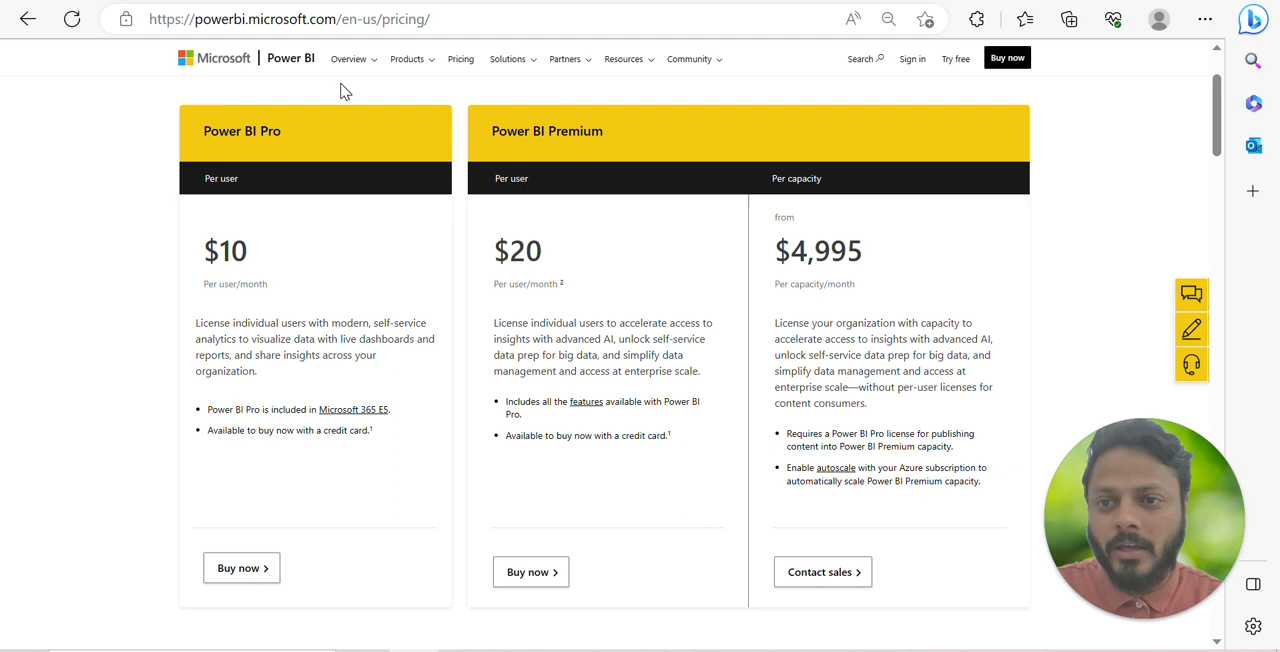 https://powerbi.microsoft.com/en-us/pricing/
Microsoft | Power BI Overview Products Pricing Solutions Partners Resources Community Search Sign in Try free Buy now
Power BI Pro
Per user
$10
Per user/month
License individual users with modern, self-service
analytics to visualize data with live dashboards and
reports, and share insights across your
organization.
• Power BI Pro is included in Microsoft 365 E5.
• Available to buy now with a credit card.¹
Buy now >
Power BI Premium
Per user
$20
Per user/month ²
License individual users to accelerate access to
insights with advanced AI, unlock self-service
data prep for big data, and simplify data
management and access at enterprise scale.
• Includes all the features available with Power BI
Pro.
• Available to buy now with a credit card.¹
Buy now >
Per capacity
from
$4,995
Per capacity/month
License your organization with capacity to
accelerate access to insights with advanced AI,
unlock self-service data prep for big data, and
simplify data management and access at
enterprise scale—without per-user licenses for
content consumers.
• Requires a Power BI Pro license for publishing
content into Power BI Premium capacity.
• Enable autoscale with your Azure subscription to
automatically scale Power BI Premium capacity.
Contact sales >